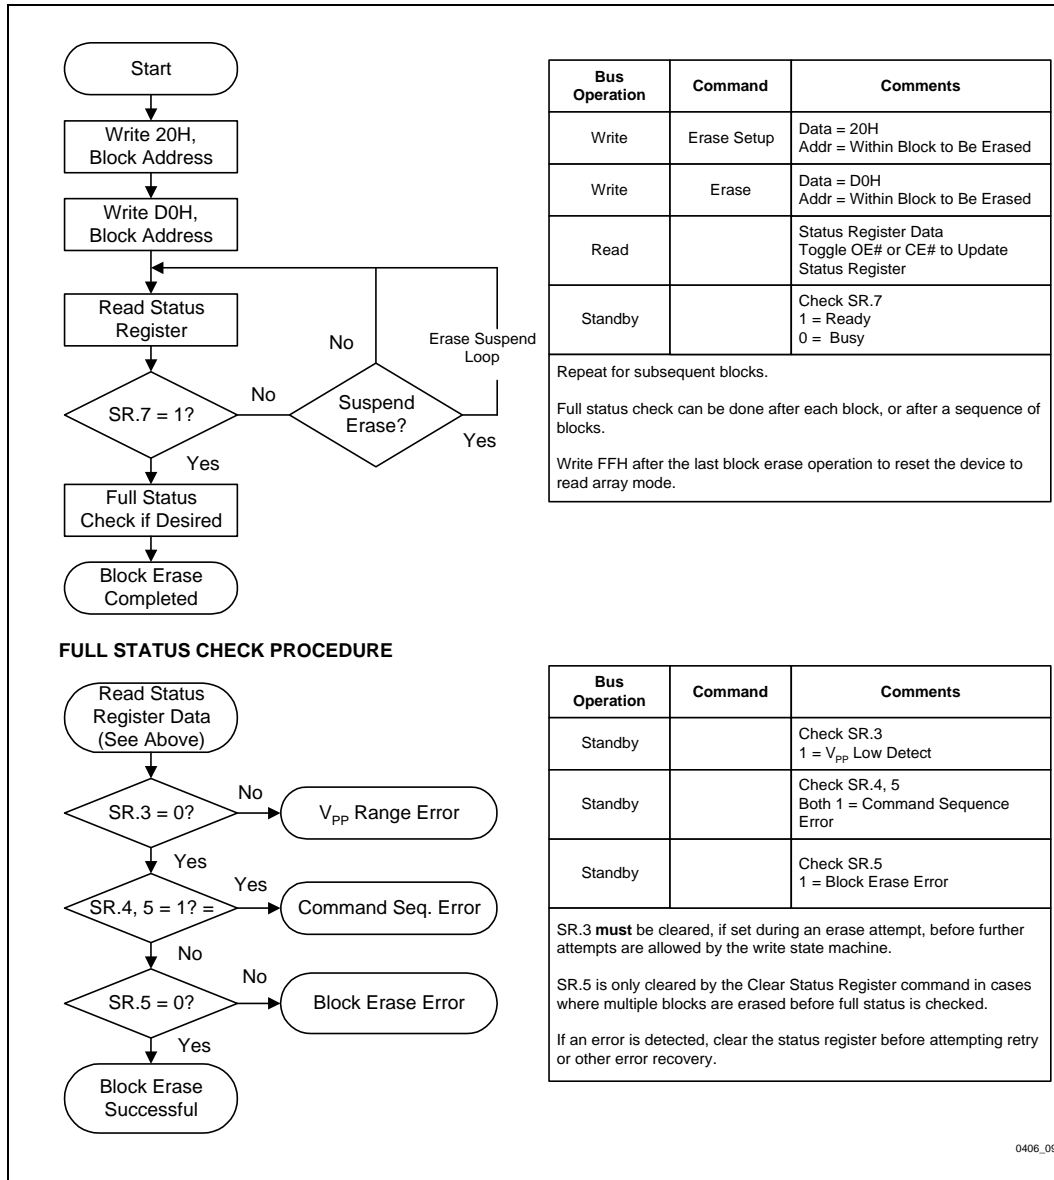 Start
Write 20H,
Block Address
Write D0H,
Block Address
Read Status
Register
No
Erase Suspend
Loop
SR.7 = 1?
No
Suspend
Erase?
Yes
Yes
Full Status
Check if Desired
Block Erase
Completed
Bus
Operation
Command
Comments
Write
Erase Setup
Data = 20H
Addr = Within Block to Be Erased
Write
Erase
Data = D0H
Addr = Within Block to Be Erased
Read
Status Register Data
Toggle OE# or CE# to Update
Status Register
Standby
Check SR.7
1 = Ready
0 = Busy
Repeat for subsequent blocks.
Full status check can be done after each block, or after a sequence of
blocks.
Write FFH after the last block erase operation to reset the device to
read array mode.
FULL STATUS CHECK PROCEDURE
Read Status
Register Data
(See Above)
SR.3 = 0?
No
VPP Range Error
Yes
SR.4, 5 = 1? =
Yes
Command Seq. Error
No
SR.5 = 0?
No
Block Erase Error
Yes
Block Erase
Successful
Bus
Operation
Command
Comments
Standby
Check SR.3
1 = VPP Low Detect
Standby
Check SR.4, 5
Both 1 = Command Sequence
Error
Standby
Check SR.5
1 = Block Erase Error
SR.3 must be cleared, if set during an erase attempt, before further
attempts are allowed by the write state machine.
SR.5 is only cleared by the Clear Status Register command in cases
where multiple blocks are erased before full status is checked.
If an error is detected, clear the status register before attempting retry
or other error recovery.
0406_09